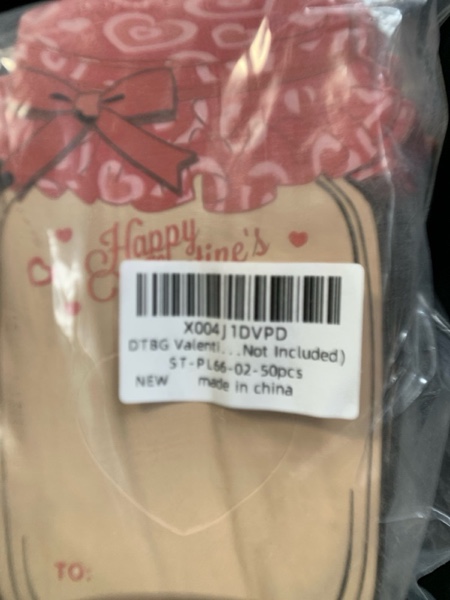 Happy
X004J1DVPD
DTBG Valenti...Not Included)
ST-PL66-02-50pcs
NEW made in china
TO: